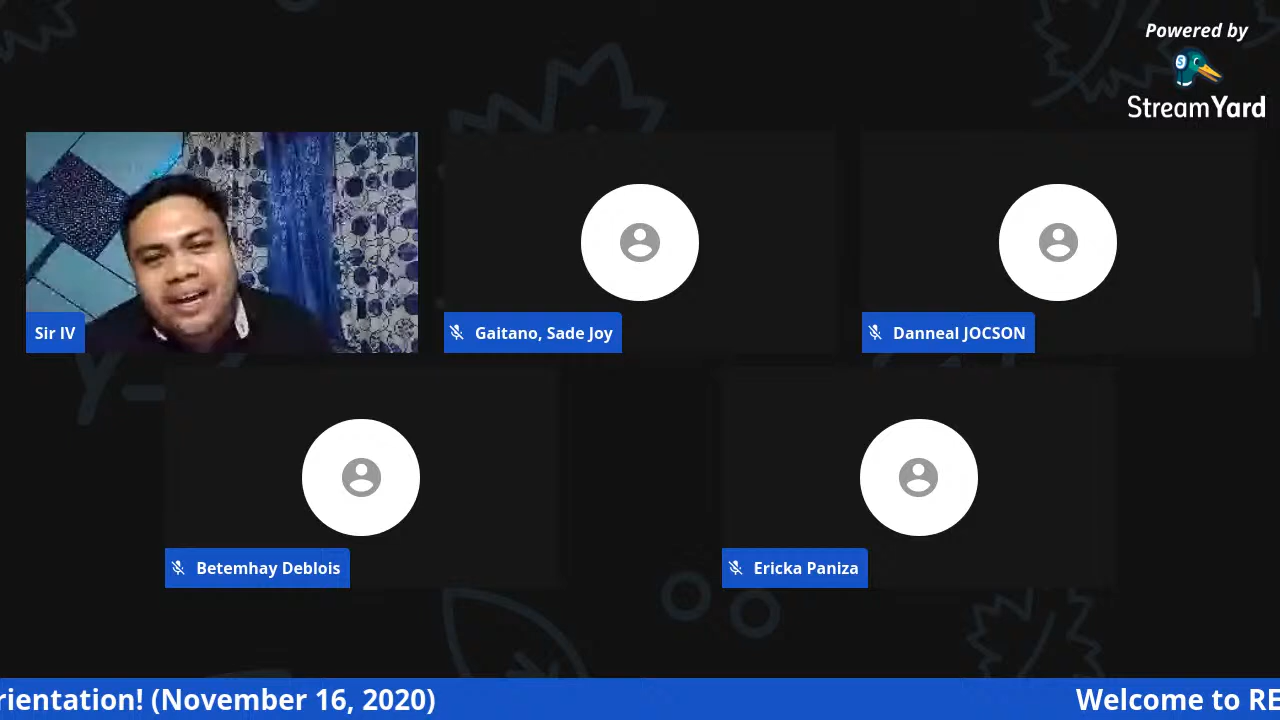 Powered by
StreamYard
Sir IV
Gaitano, Sade Joy
Danneal JOCSON
Betemhay Deblois
Ericka Paniza
rientation! (November 16, 2020)
Welcome to RE